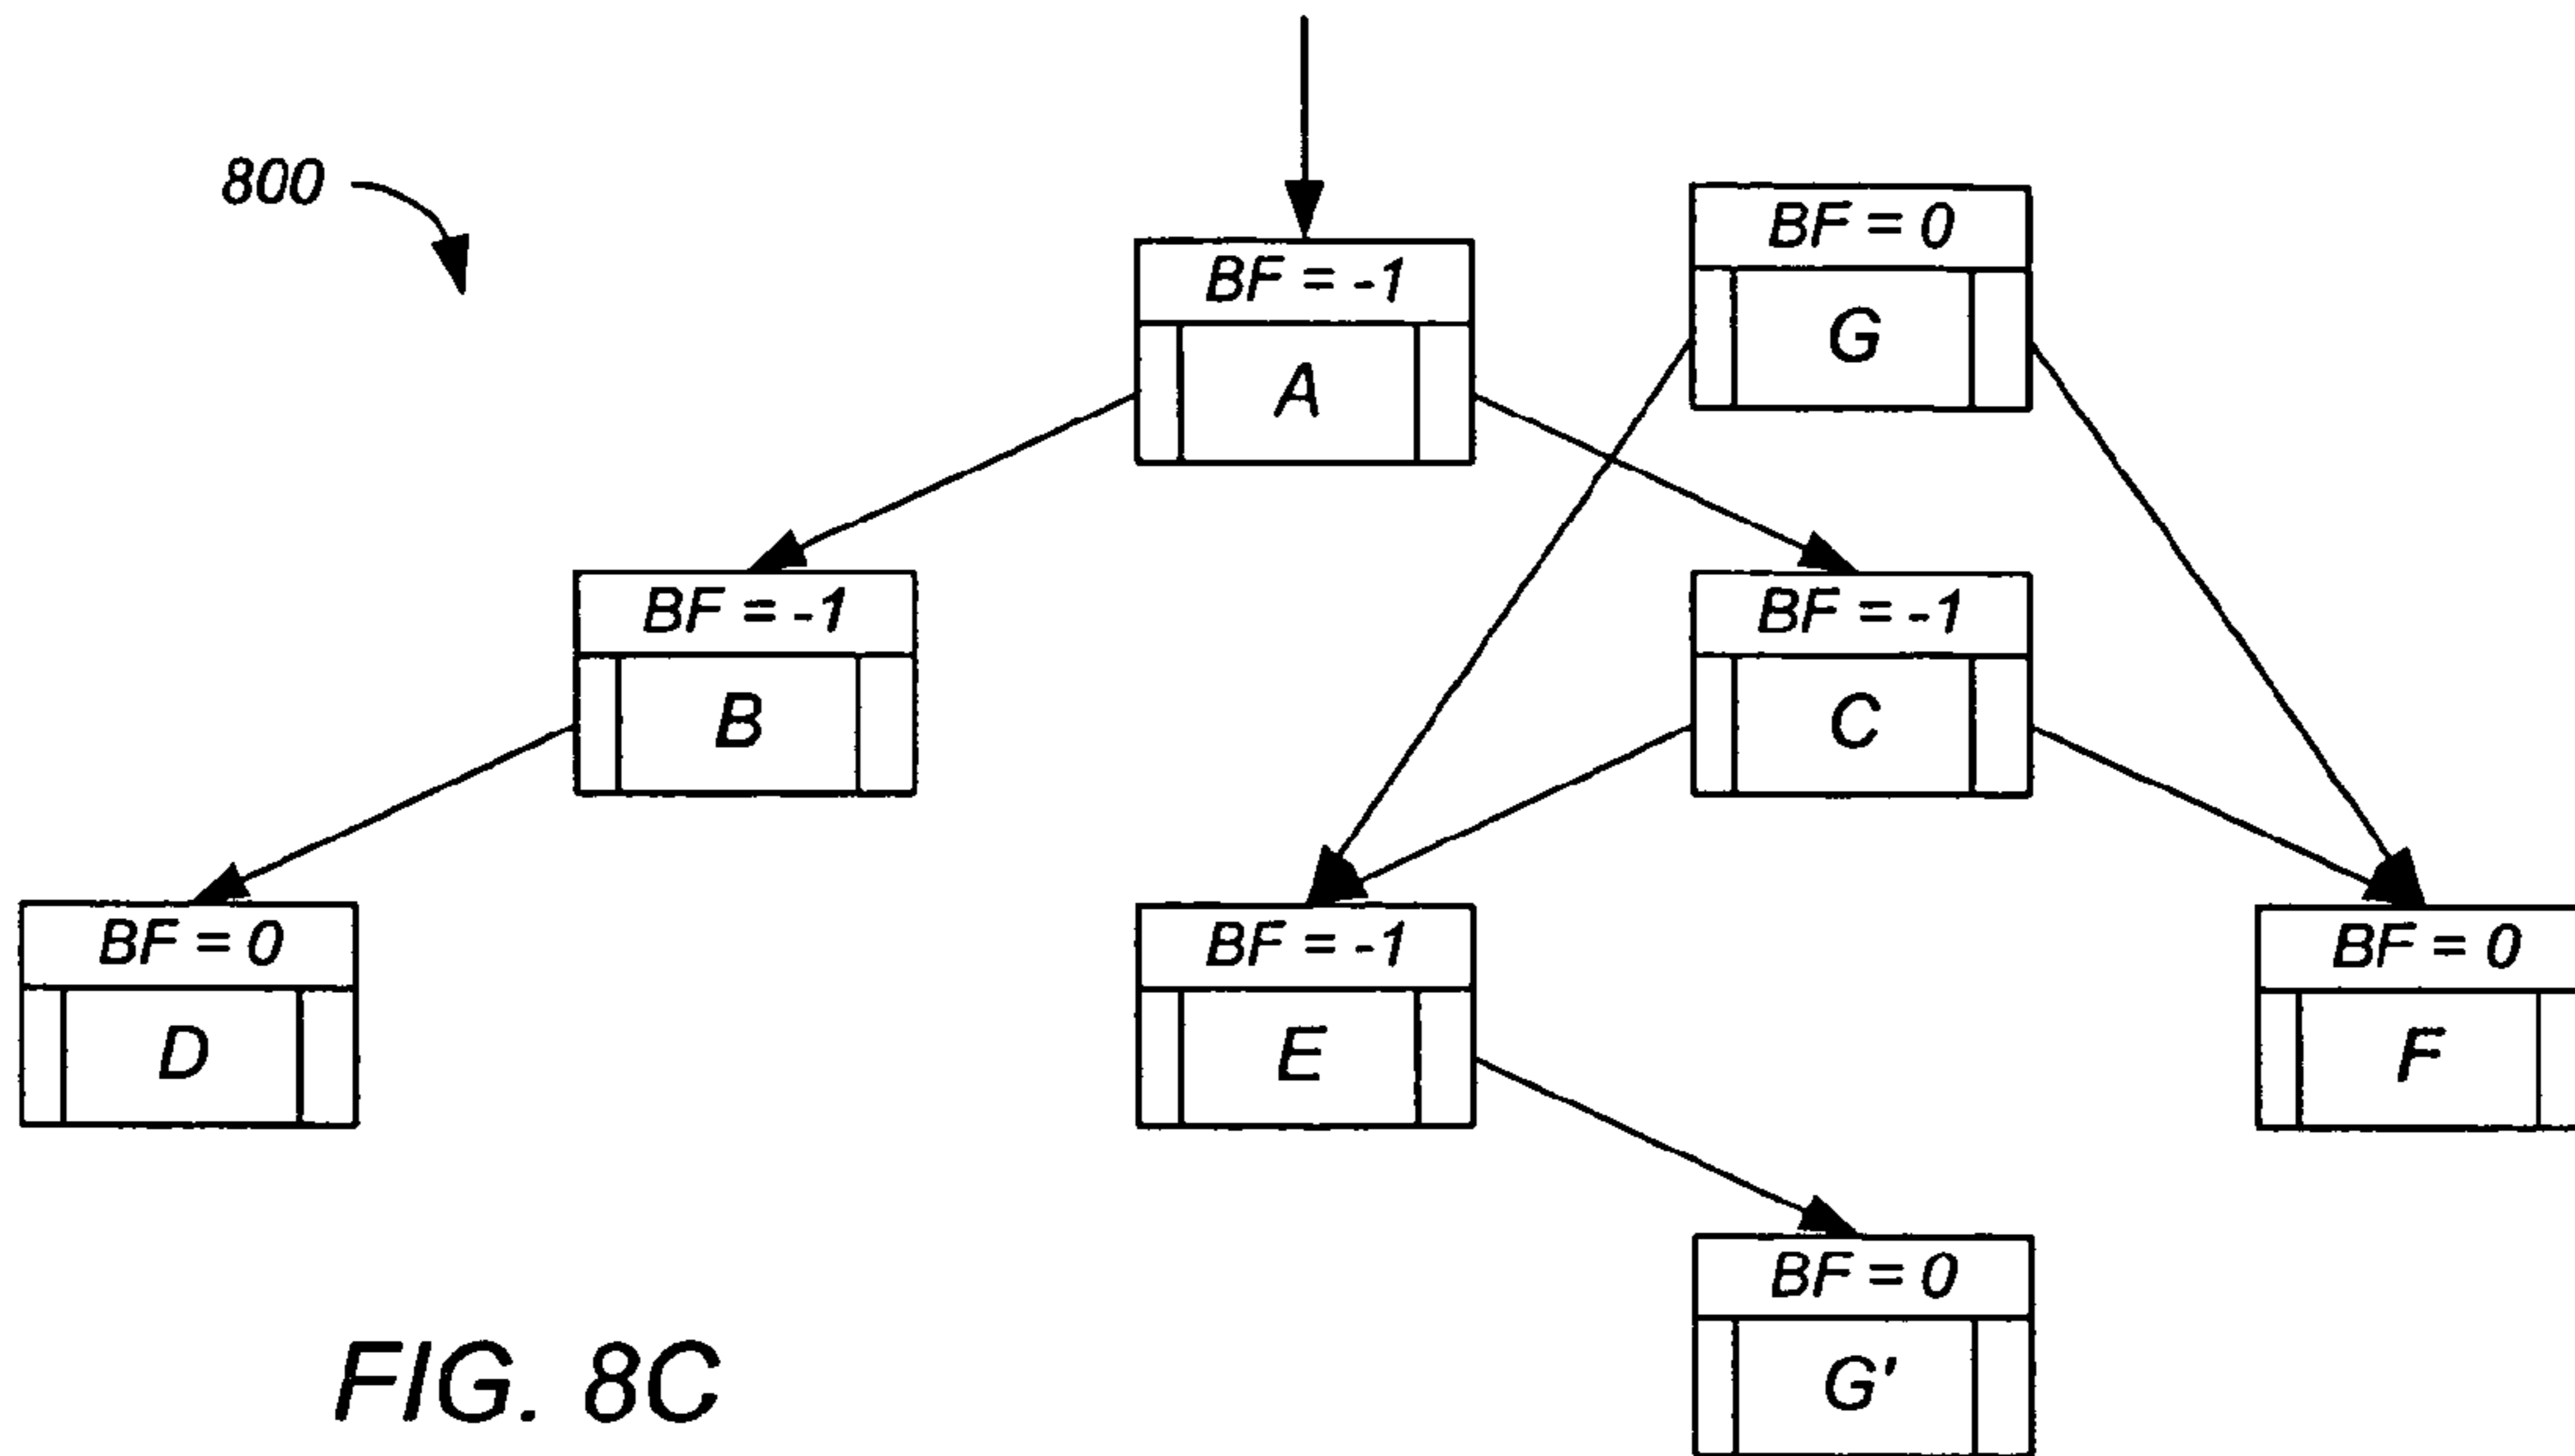 800
BF = 0
BF = -1
G
A
BF = -1
BF = -1
B
C
BF = 0
BF = -1
BF = 0
D
E
F
BF = 0
G'
FIG. 8C